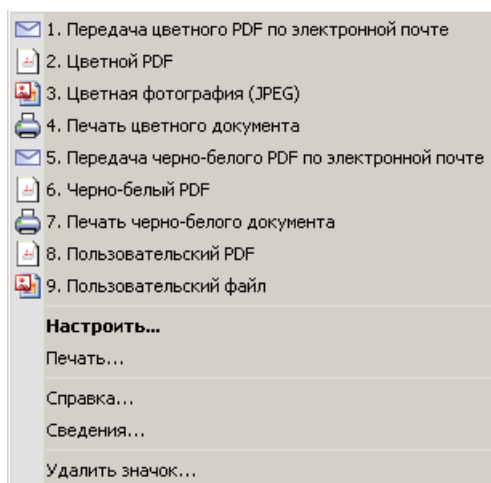 1. Передача цветного PDF по электронной почте
2. Цветной PDF
3. Цветная фотография (JPEG)
4. Печать цветного документа
5. Передача черно-белого PDF по электронной почте
6. Черно-белый PDF
7. Печать черно-белого документа
8. Пользовательский PDF
9. Пользовательский файл
Настроить...
Печать...
Справка...
Сведения...
Удалить значок...